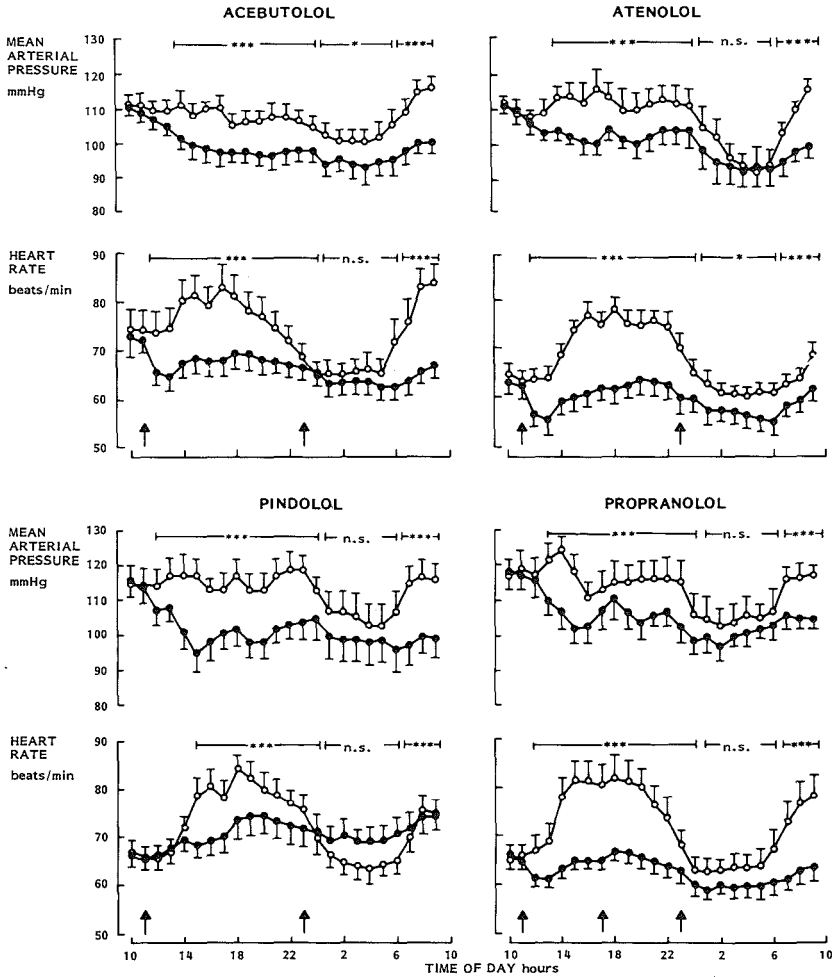 ACEBUTOLOL
ATENOLOL
MEAN
ARTERIAL
PRESSURE
mmHg
130
120
110
100
90
80
*** * ***
*** n.s. ***
HEART
RATE
beats/min
90
80
70
60
50
*** n.s. ***
*** * ***
PINDOLOL
PROPRANOLOL
MEAN
ARTERIAL
PRESSURE
mmHg
130
120
110
100
90
80
*** n.s. ***
*** n.s. ***
HEART
RATE
beats/min
90
80
70
60
50
*** n.s. ***
*** n.s. ***
10 14 18 22 2 6 10
10 14 18 22 2 6 10
TIME OF DAY hours